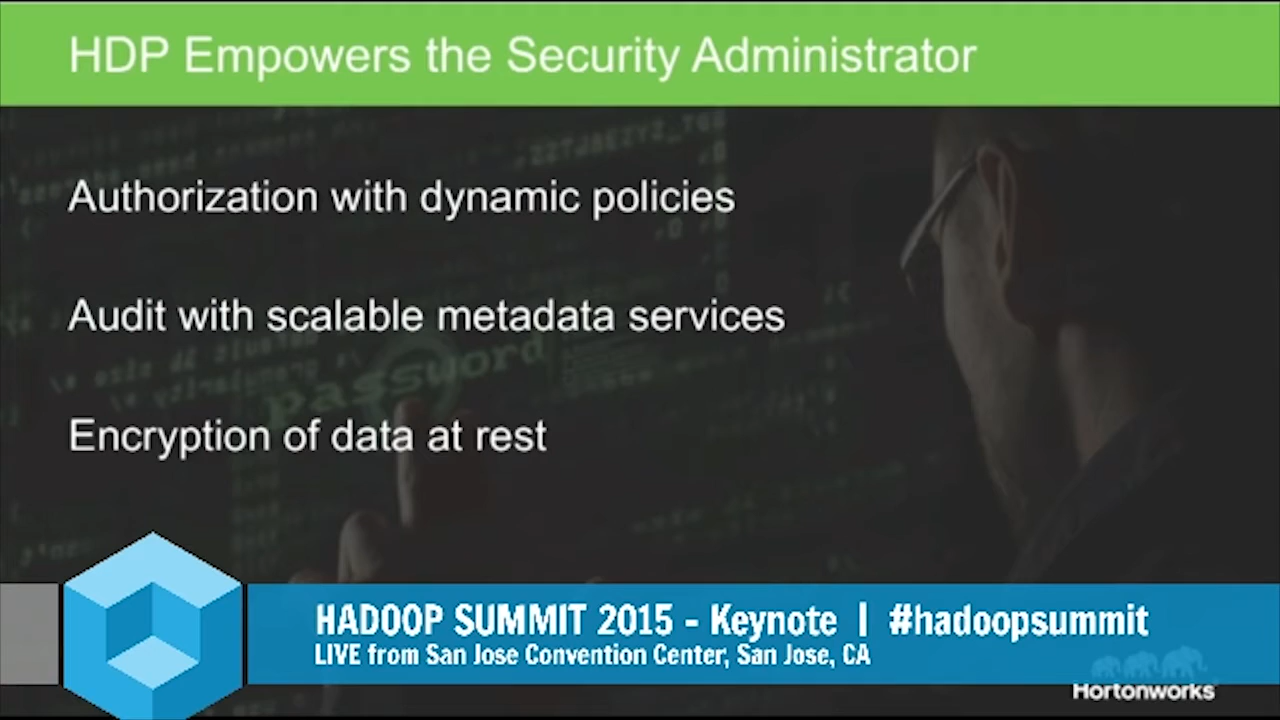 HDP Empowers the Security Administrator
Authorization with dynamic policies
Audit with scalable metadata services
password
Encryption of data at rest
HADOOP SUMMIT 2015 - Keynote | #hadoopsummit
LIVE from San Jose Convention Center, San Jose, CA
Hortonworks